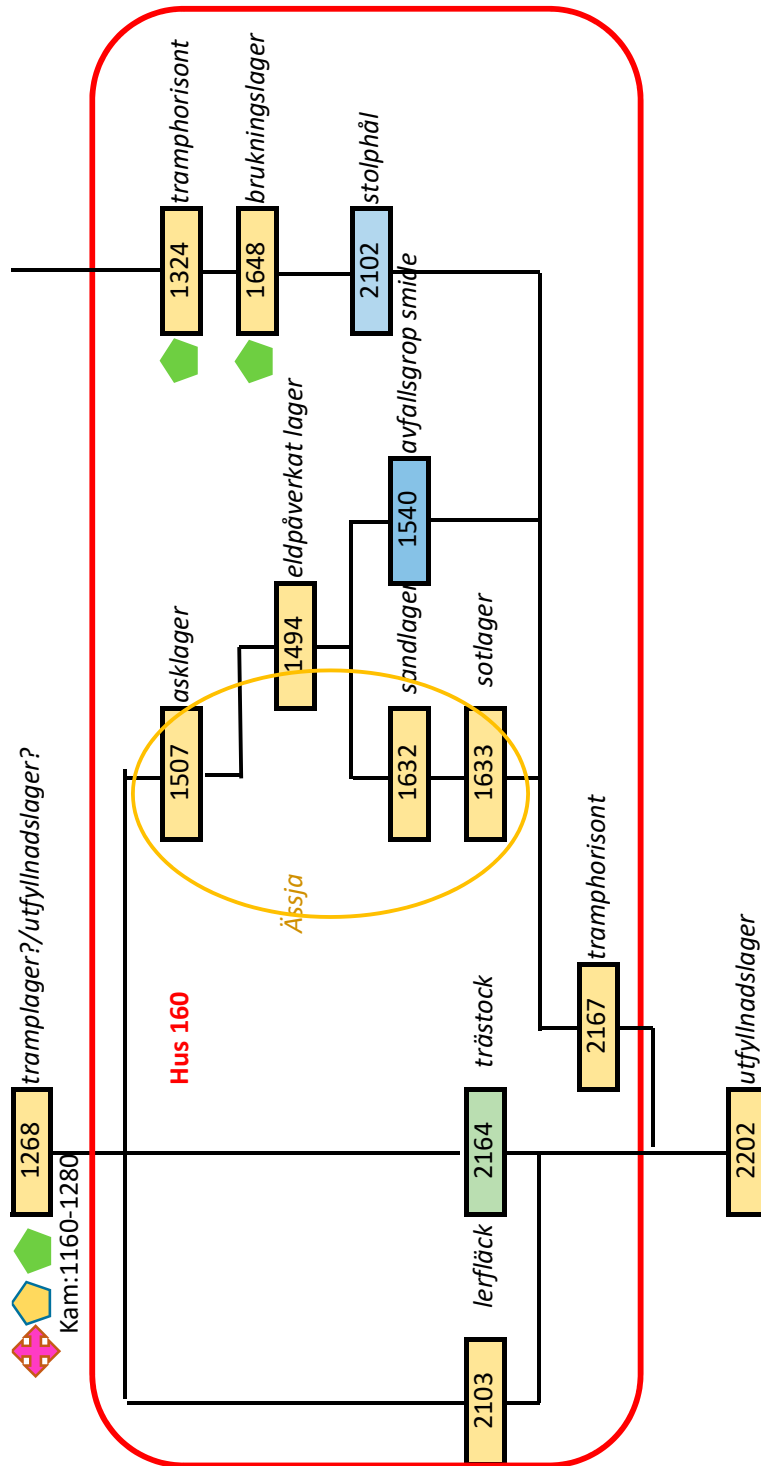 1268 tramplager?/utfyllnadslager?
Kam:1160-1280
Hus 160
1507 asklager
1324 tramphorisont
1648 brukningslager
Ässja
1494 eldpåverkat lager
2102 stolphål
1632 sandlager
1540 avfallsgrop smide
2103 lerfläck
2164 trästock
1633 sotlager
2167 tramphorisont
2202 utfyllnadslager